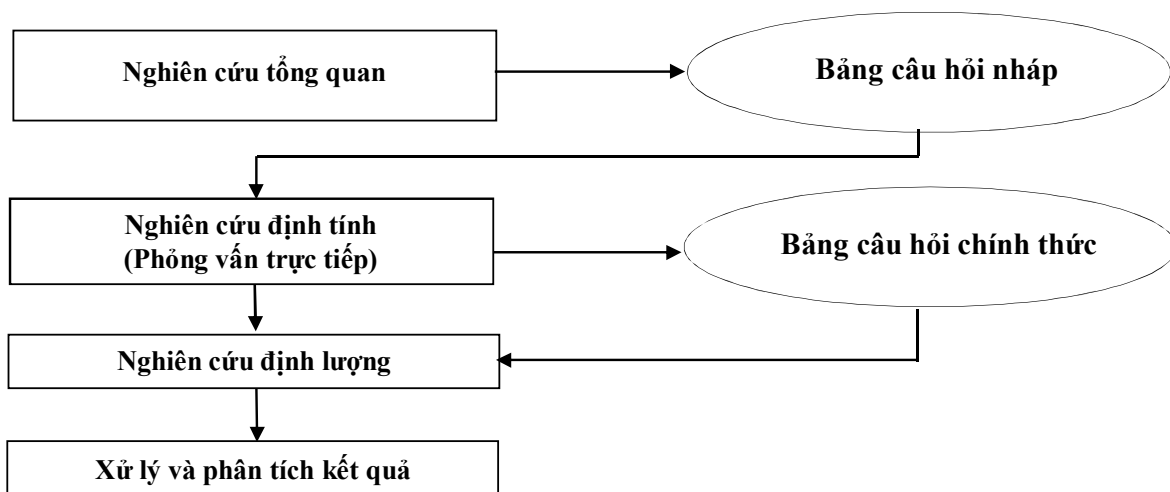 Nghiên cứu tổng quan
Bảng câu hỏi nháp
Nghiên cứu định tính
(Phỏng vấn trực tiếp)
Bảng câu hỏi chính thức
Nghiên cứu định lượng
Xử lý và phân tích kết quả